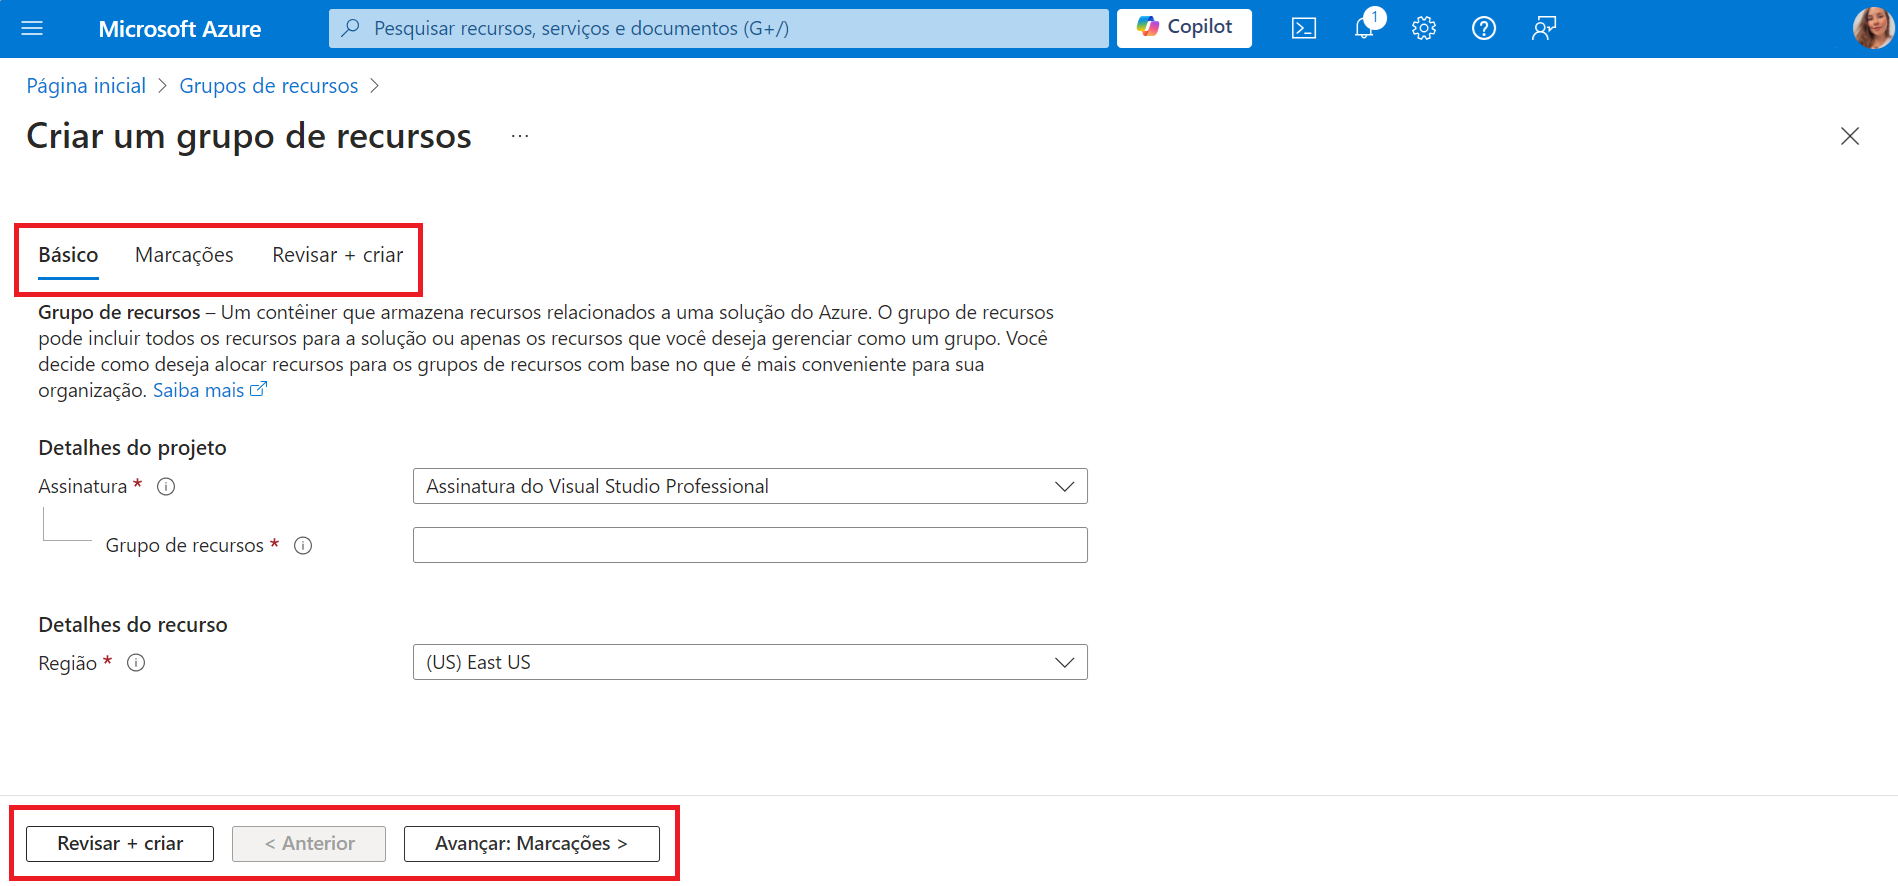 Microsoft Azure
Pesquisar recursos, serviços e documentos (G+/)
Copilot
1
Página inicial > Grupos de recursos >
Criar um grupo de recursos ...
Básico Marcações Revisar + criar
Grupo de recursos – Um contêiner que armazena recursos relacionados a uma solução do Azure. O grupo de recursos
pode incluir todos os recursos para a solução ou apenas os recursos que você deseja gerenciar como um grupo. Você
decide como deseja alocar recursos para os grupos de recursos com base no que é mais conveniente para sua
organização. Saiba mais
Detalhes do projeto
Assinatura *
Assinatura do Visual Studio Professional
Grupo de recursos *
Detalhes do recurso
Região *
(US) East US
Revisar + criar
< Anterior
Avançar: Marcações >